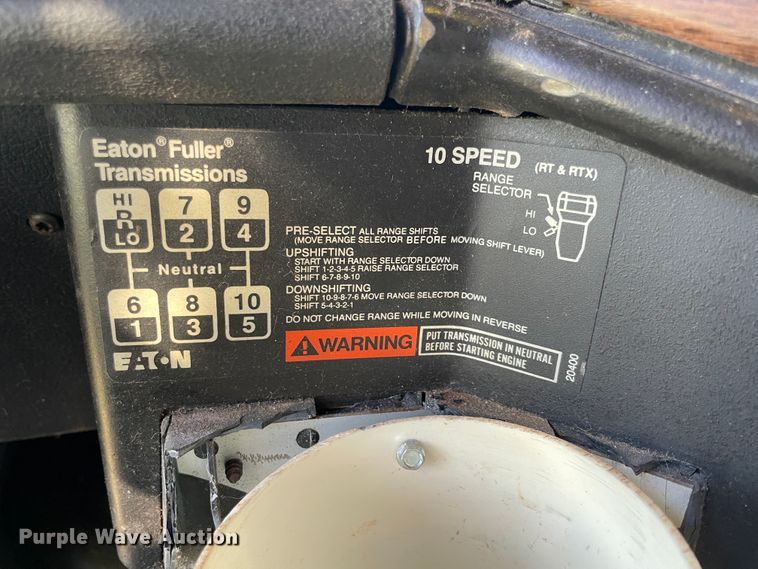 Eaton® Fuller®
Transmissions
10 SPEED (RT & RTX)
RANGE
SELECTOR
HI
LO
HI
R
LO
7
2
9
4
Neutral
6
1
8
3
10
5
EATON
PRE-SELECT ALL RANGE SHIFTS
(MOVE RANGE SELECTOR BEFORE MOVING SHIFT LEVER)
UPSHIFTING
START WITH RANGE SELECTOR DOWN
SHIFT 1-2-3-4-5 RAISE RANGE SELECTOR
SHIFT 6-7-8-9-10
DOWNSHIFTING
SHIFT 10-9-8-7-6 MOVE RANGE SELECTOR DOWN
SHIFT 5-4-3-2-1
DO NOT CHANGE RANGE WHILE MOVING IN REVERSE
WARNING
PUT TRANSMISSION IN NEUTRAL
BEFORE STARTING ENGINE
20400
Purple Wave Auction